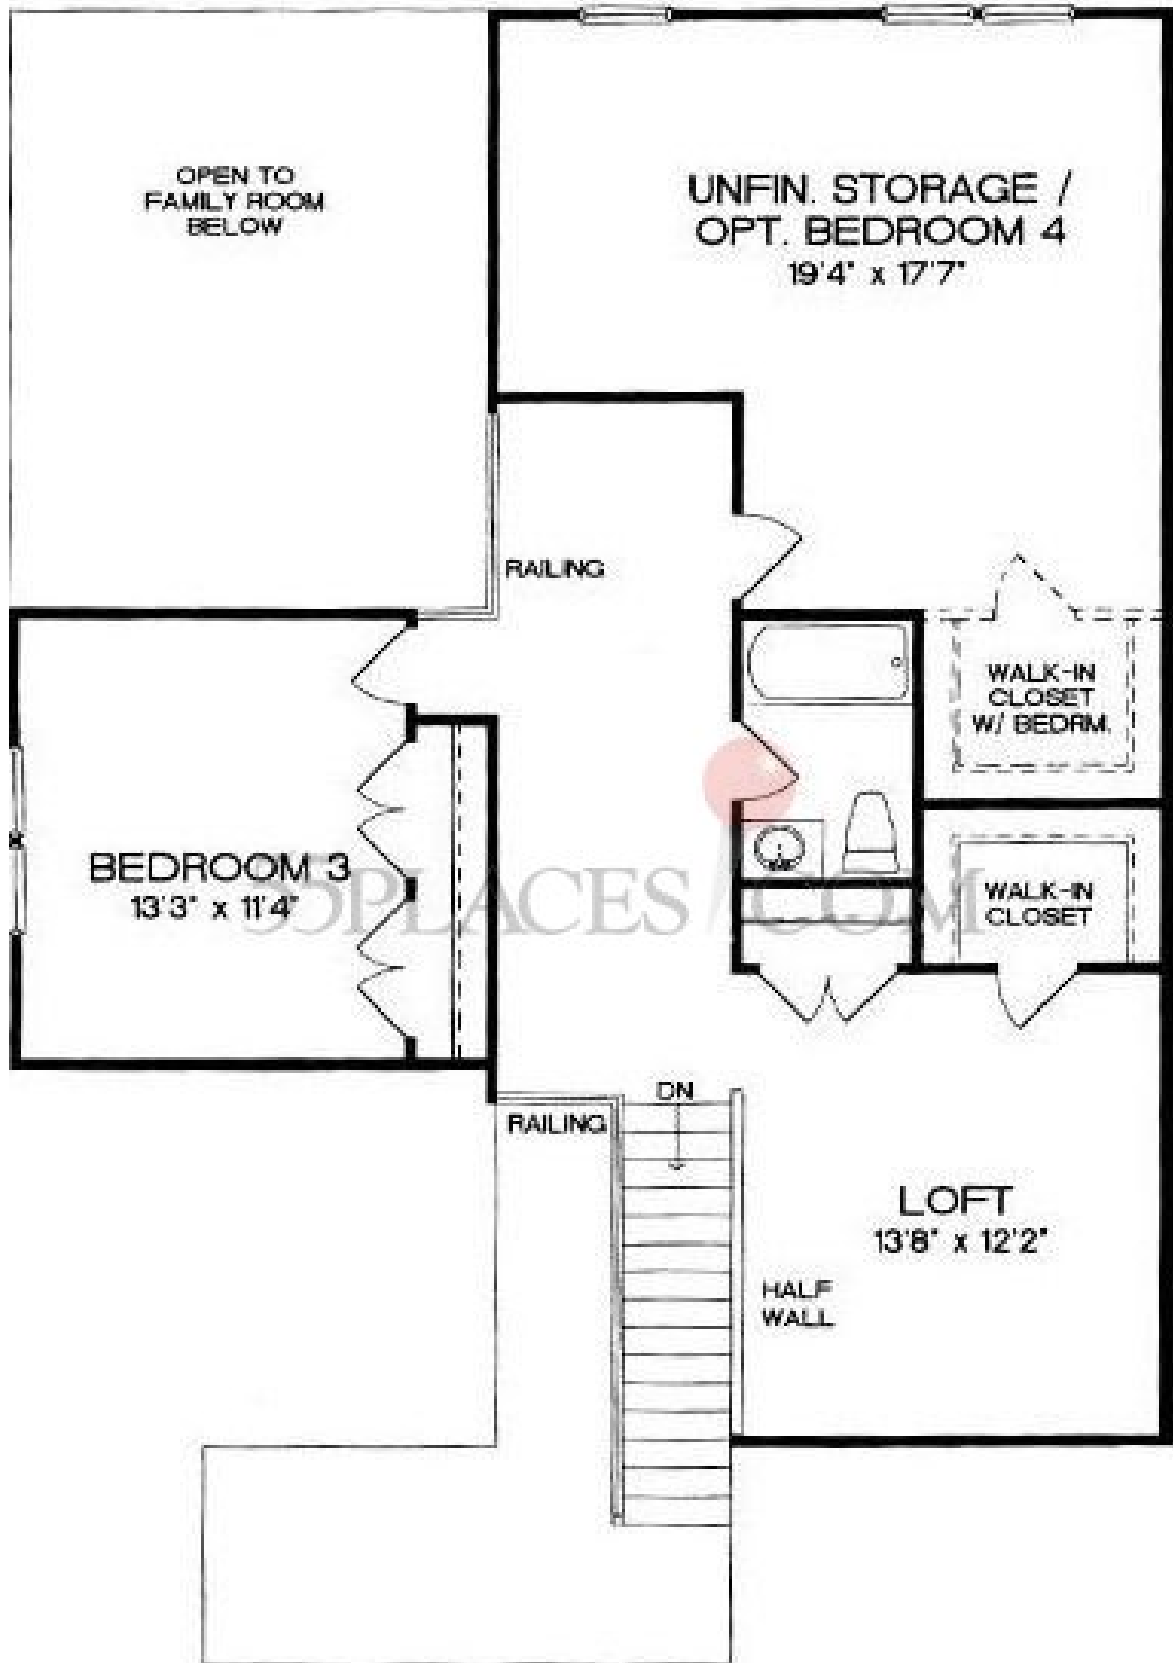 OPEN TO
FAMILY ROOM
BELOW
UNFIN. STORAGE /
OPT. BEDROOM 4
19'4" x 17'7"
RAILING
WALK-IN
CLOSET
W/ BEDRM.
BEDROOM 3
13'3" x 11'4"
55PLACES.COM
WALK-IN
CLOSET
DN
RAILING
LOFT
13'8" x 12'2"
HALF
WALL